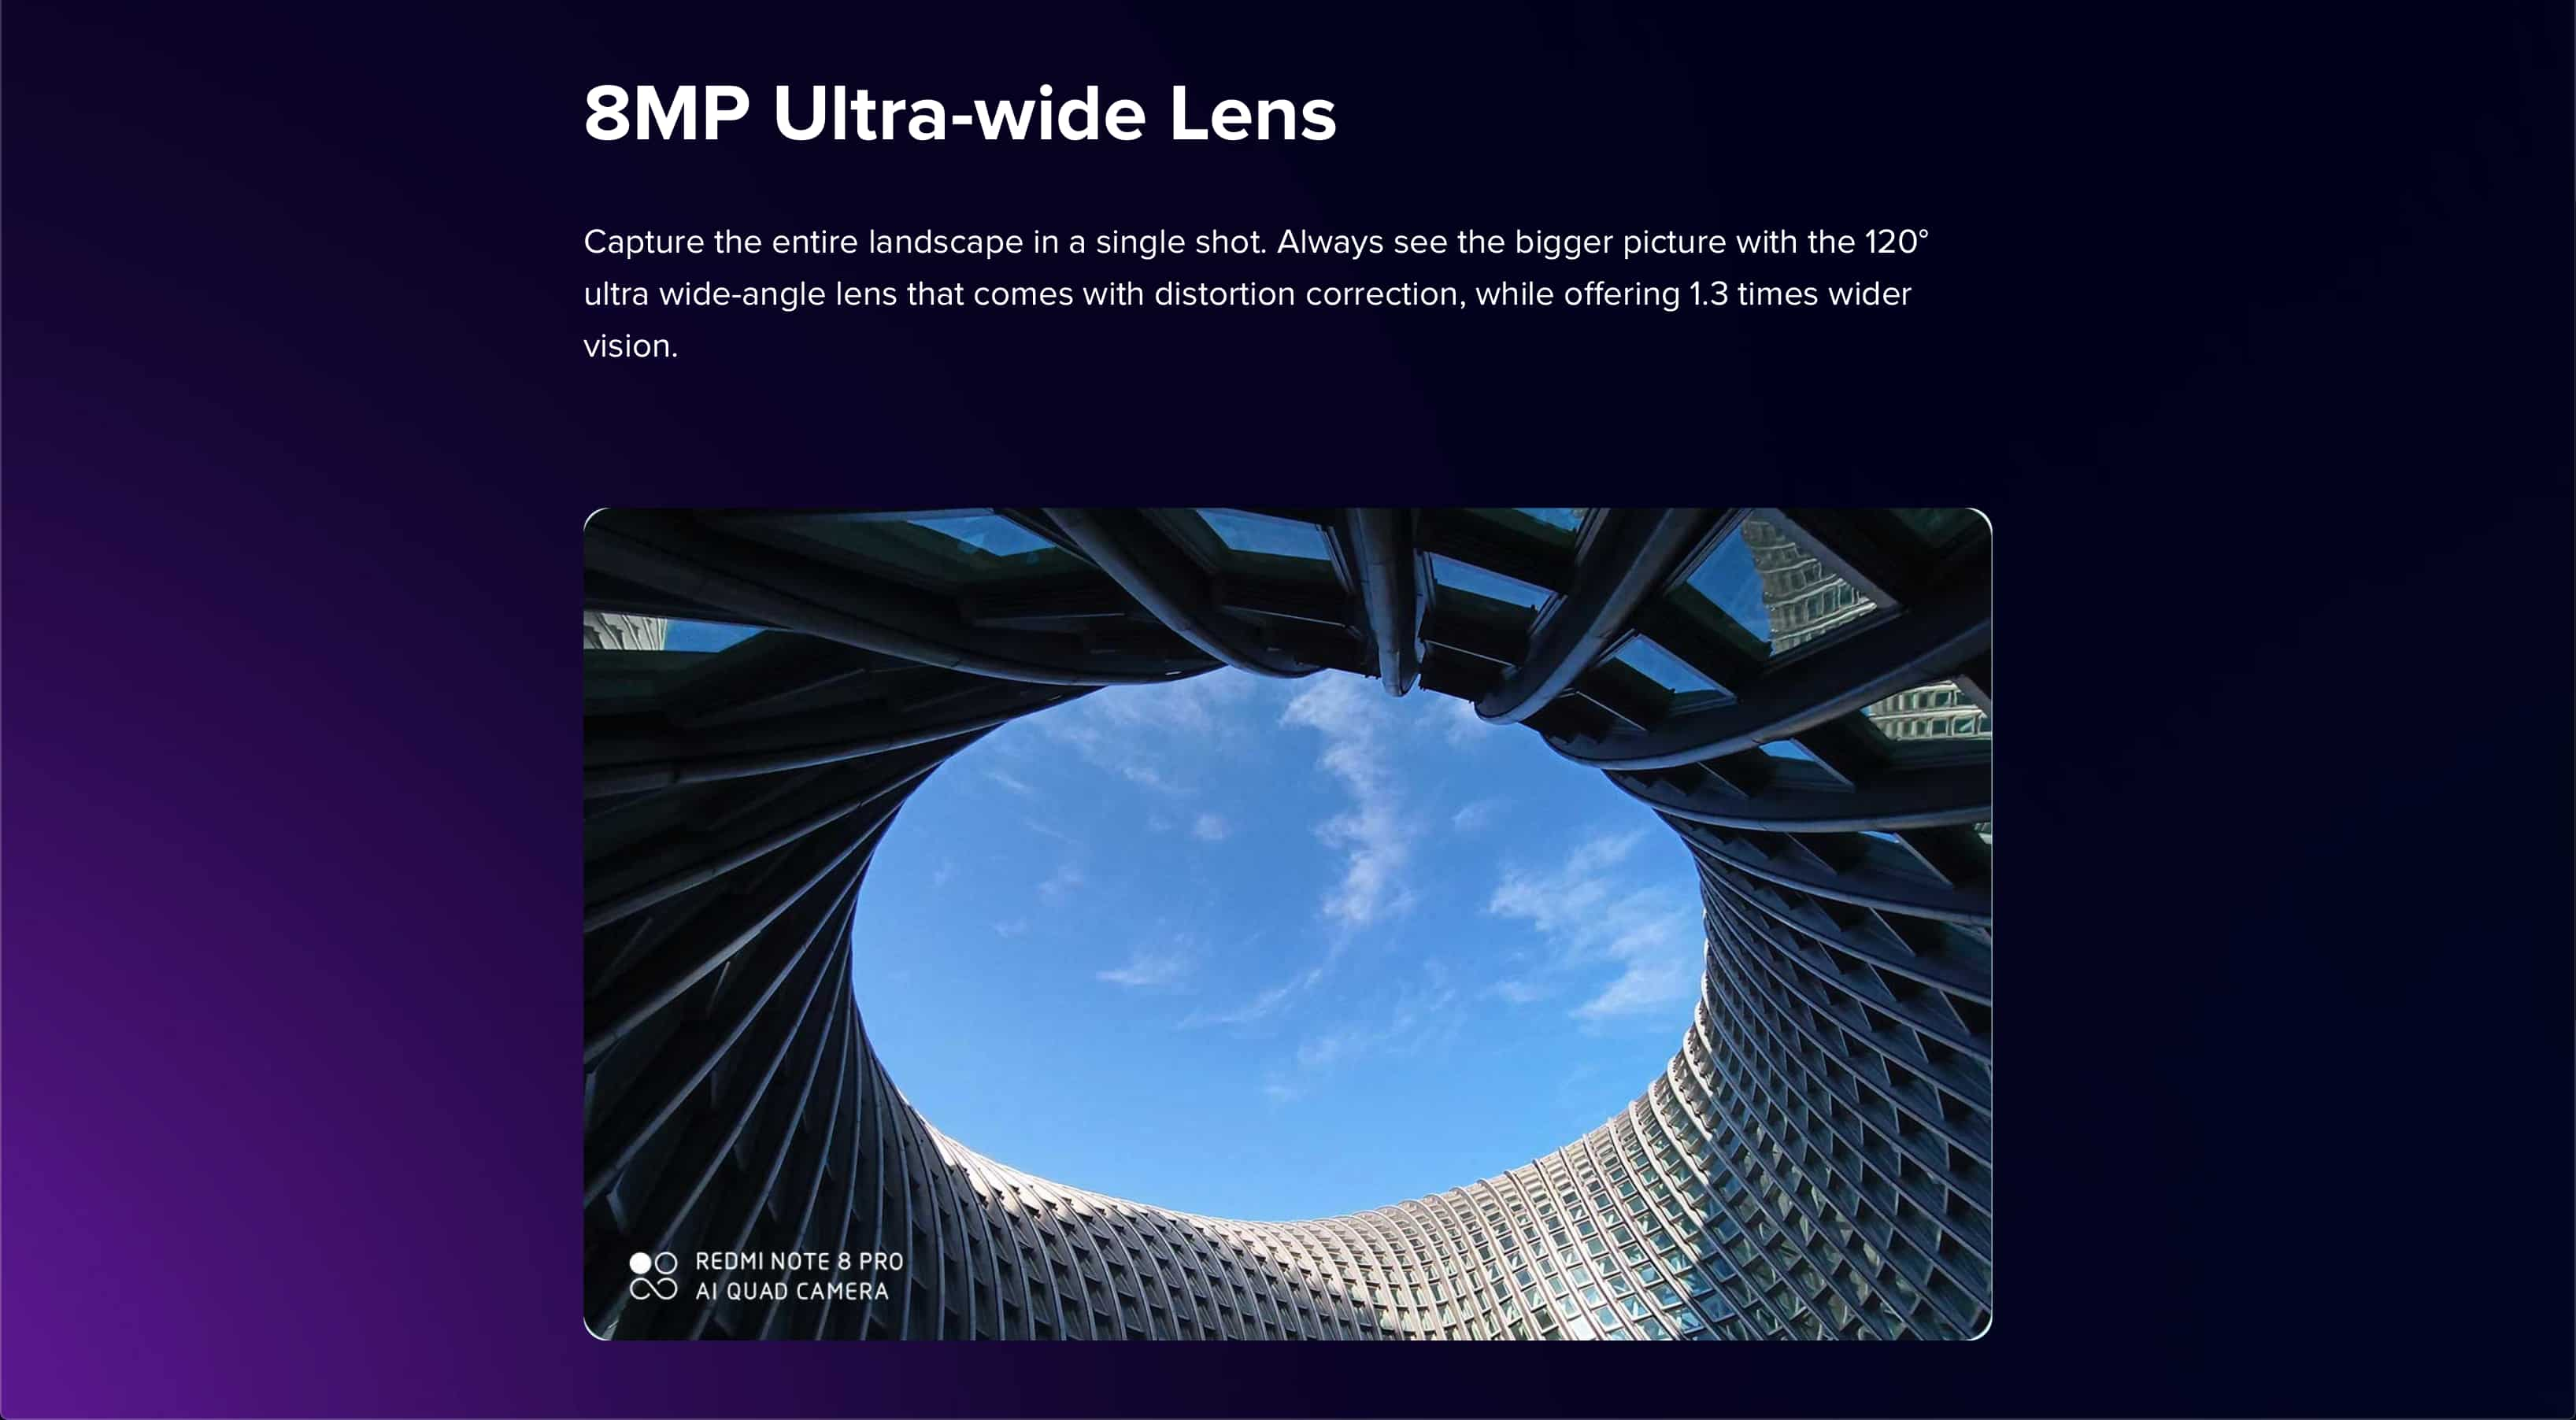 8MP Ultra-wide Lens
Capture the entire landscape in a single shot. Always see the bigger picture with the 120°
ultra wide-angle lens that comes with distortion correction, while offering 1.3 times wider
vision.
REDMI NOTE 8 PRO
AI QUAD CAMERA